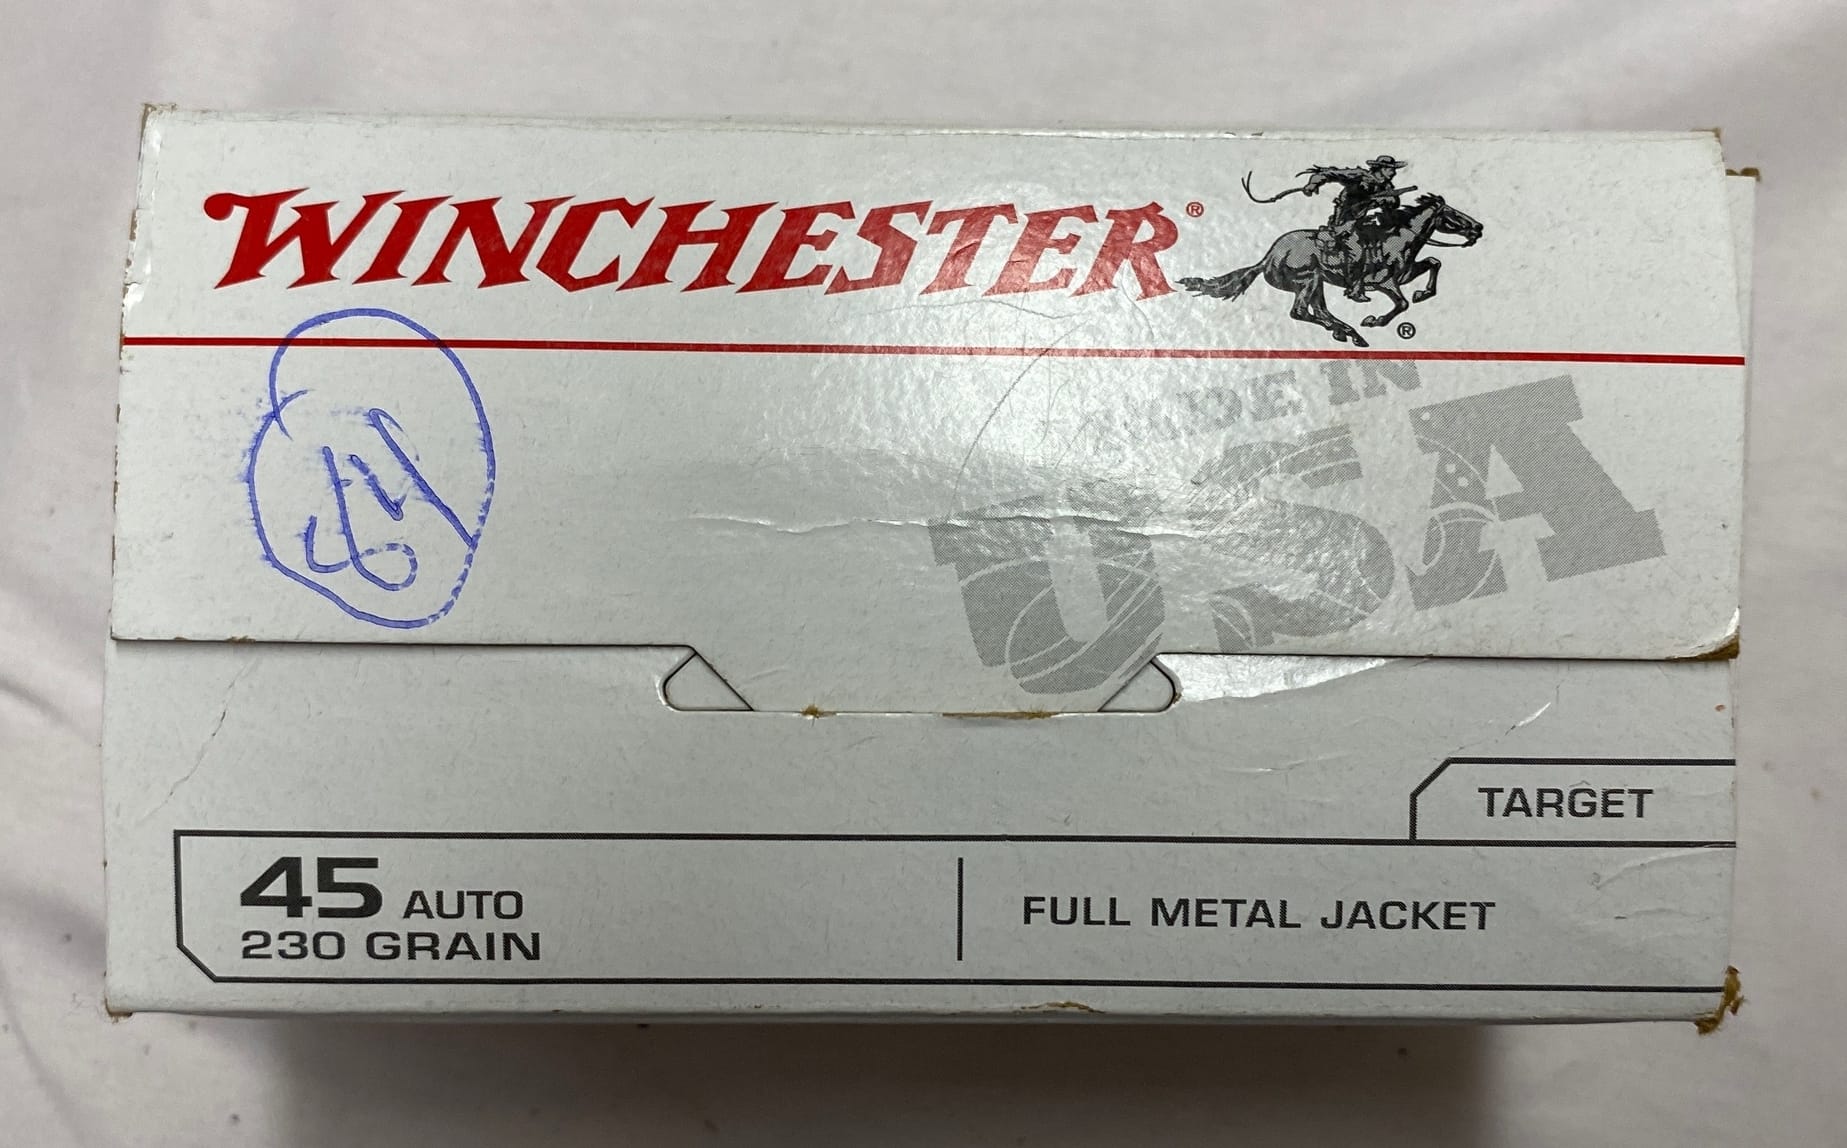 WINCHESTER®
®
MADE IN
USA
TARGET
45 AUTO
230 GRAIN
FULL METAL JACKET